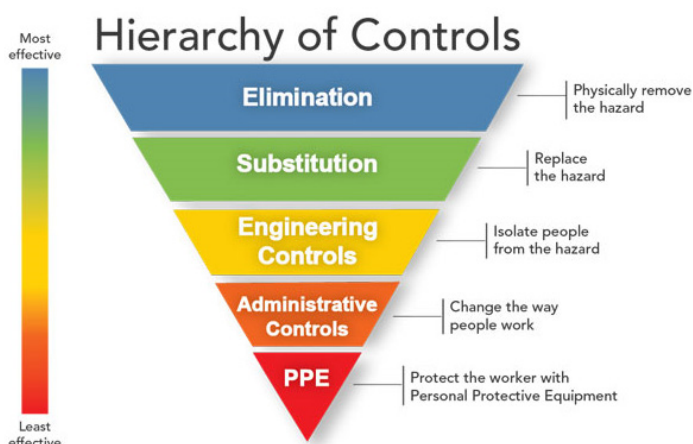 Hierarchy of Controls
Most
effective
Elimination
Physically remove
the hazard
Substitution
Replace
the hazard
Engineering
Controls
Isolate people
from the hazard
Administrative
Controls
Change the way
people work
PPE
Protect the worker with
Personal Protective Equipment
Least
effective